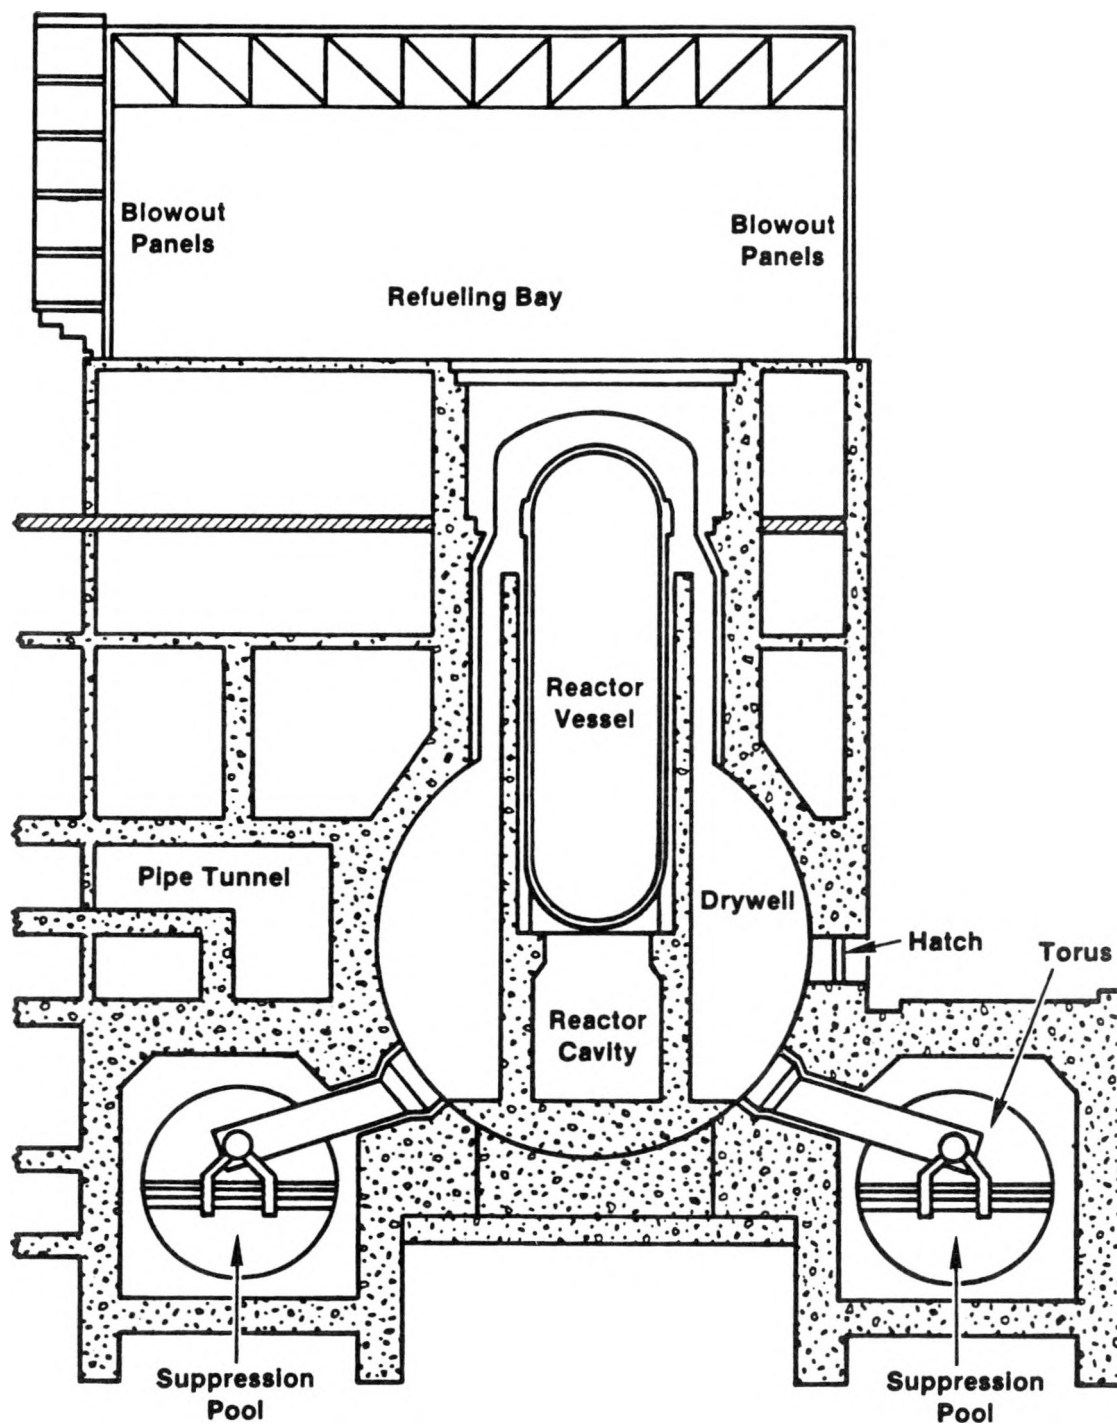 Blowout
Panels
Blowout
Panels
Refueling Bay
Reactor
Vessel
Pipe Tunnel
Drywell
Hatch
Torus
Reactor
Cavity
Suppression
Pool
Suppression
Pool